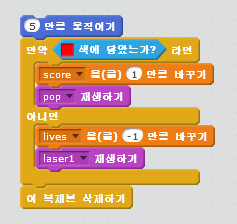 5 만큼 움직이기
만약 색에 닿았는가? 라면
score 을(를) 1 만큼 바꾸기
pop 재생하기
아니면
lives 을(를) -1 만큼 바꾸기
laser1 재생하기
이 복제본 삭제하기